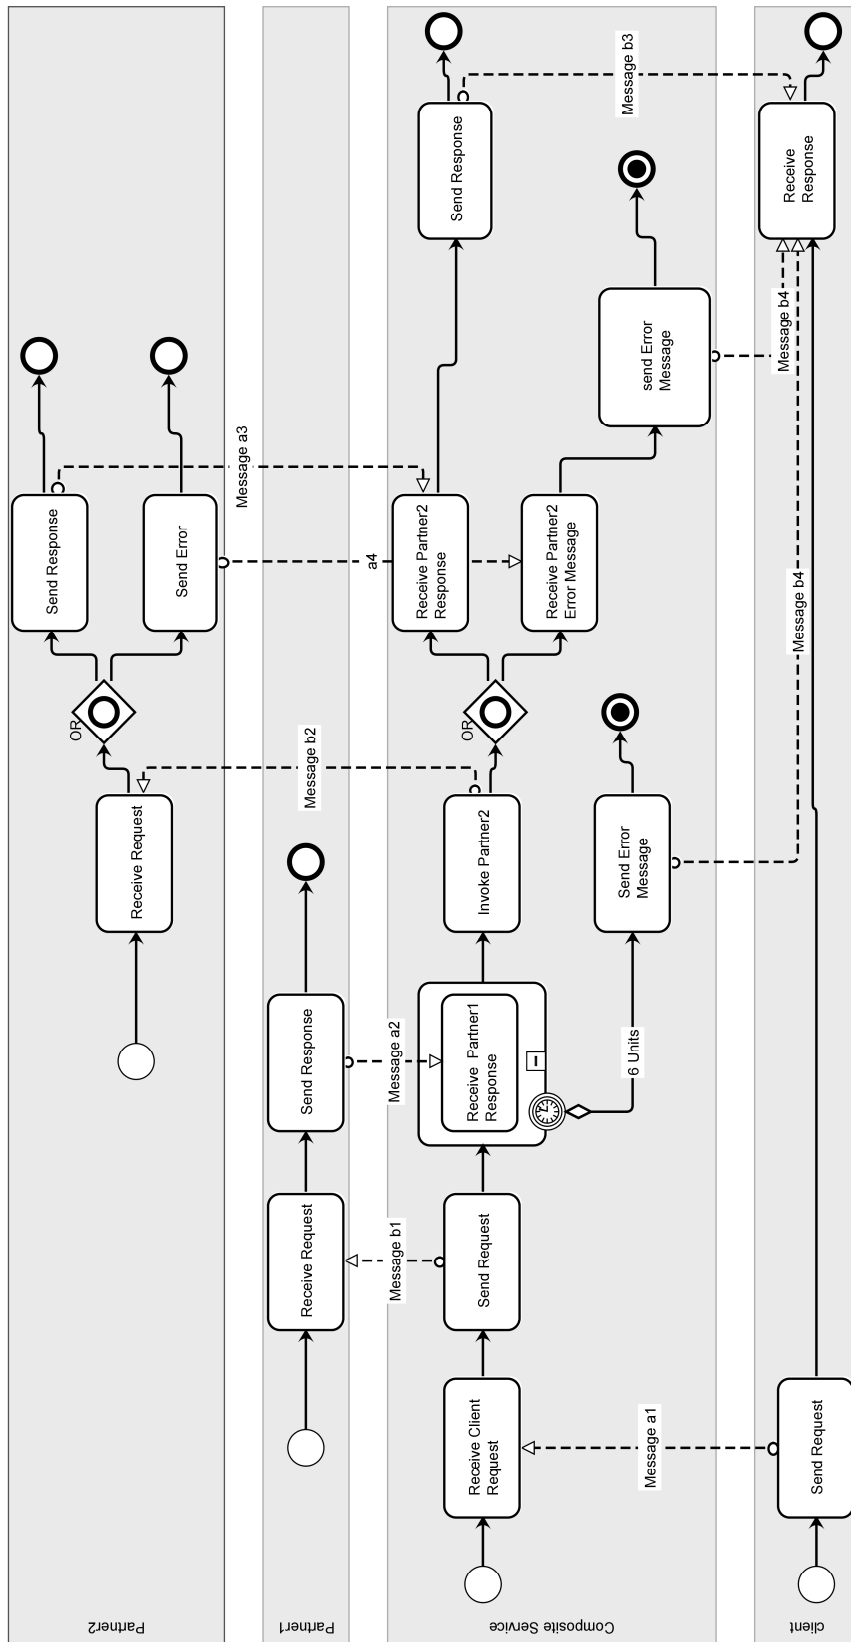 Partner2
Receive Request
OR
Send Response
Send Error
Message a3
a4
Partner1
Receive Request
Send Response
Message b2
Message b1
Message a2
Composite Service
Receive Client
Request
Send Request
Receive Partner1
Response
6 Units
Invoke Partner2
Send Error
Message
OR
Receive Partner2
Response
Receive Partner2
Error Message
send Error
Message
Send Response
Message a1
Message b4
Message b4
Message b3
client
Send Request
Receive
Response